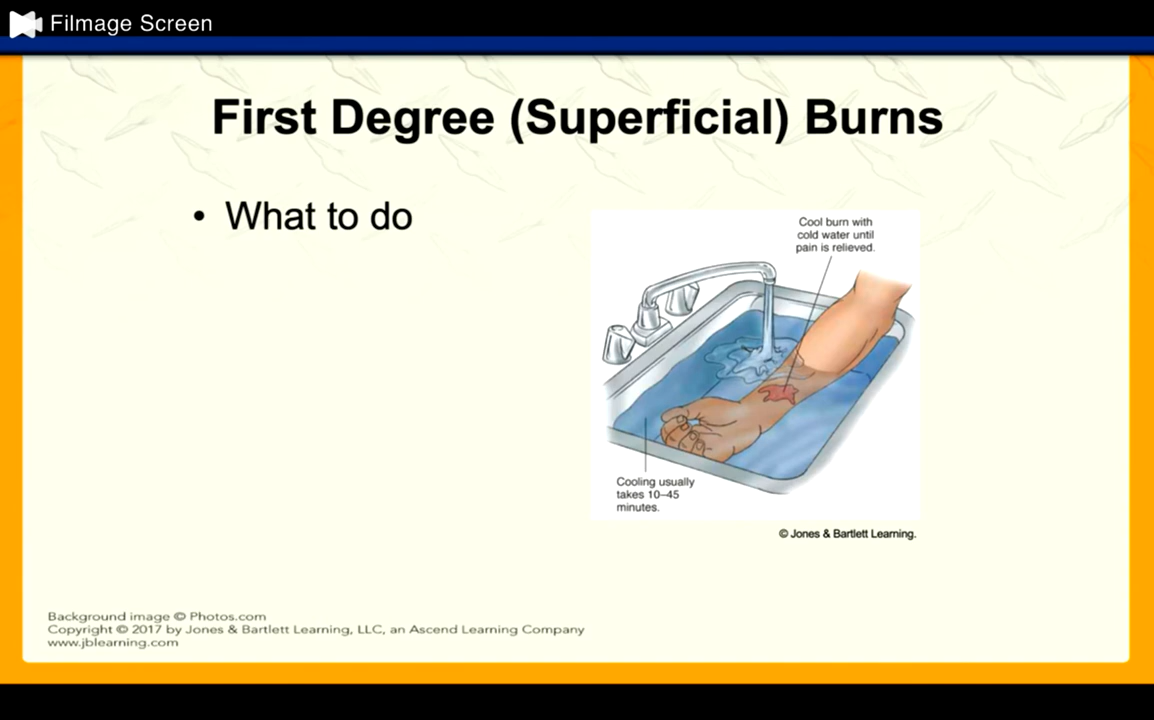 Filmage Screen
First Degree (Superficial) Burns
• What to do
Cool burn with
cold water until
pain is relieved.
Cooling usually
takes 10–45
minutes.
© Jones & Bartlett Learning.
Background image © Photos.com
Copyright © 2017 by Jones & Bartlett Learning, LLC, an Ascend Learning Company
www.jblearning.com